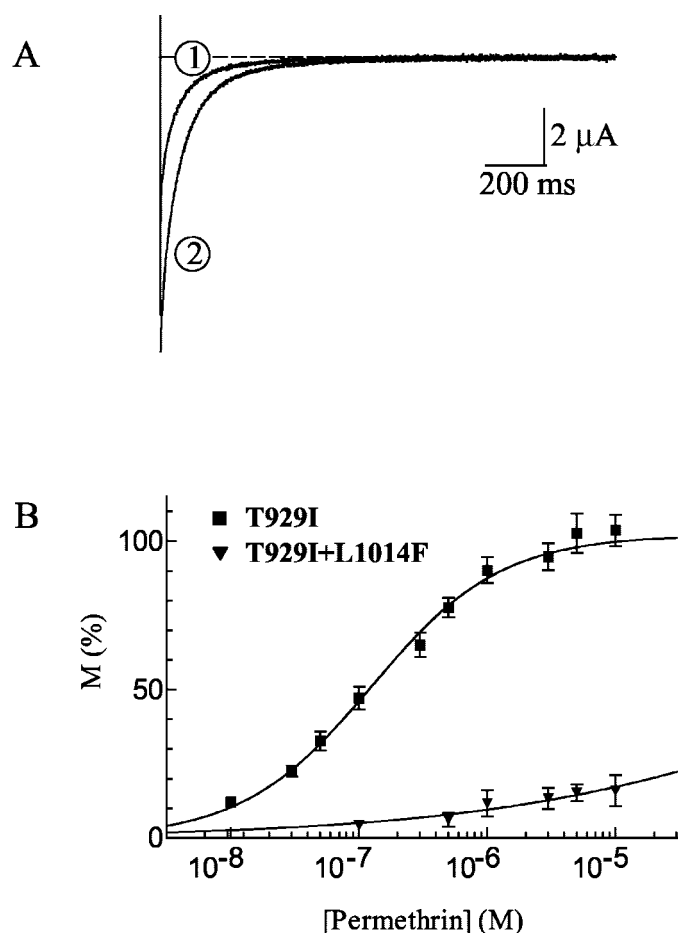 A
1
2
2 μA
200 ms
B
T929I
T929I+L1014F
M (%)
100
50
0
10-8
10-7
10-6
10-5
[Permethrin] (M)